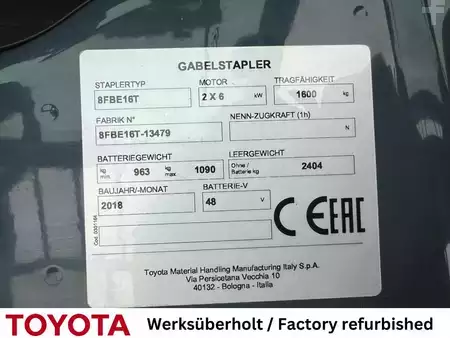 GABELSTAPLER
STAPLERTYP MOTOR TRAGFÄHIGKEIT
8FBE16T 2 X 6 kW 1600 kg
FABRIK N° NENN-ZUGKRAFT (1h)
8FBE16T-13479 N
BATTERIEGEWICHT LEERGEWICHT
kg min 963 kg max. 1090 Ohne / Batterie kg 2404
BAUJAHR/-MONAT BATTERIE-V
2018 48 V
CE EAC
Toyota Material Handling Manufacturing Italy S.p.A.
Via Persicetana Vecchia 10
40132 - Bologna - Italia
TOYOTA Werksüberholt / Factory refurbished